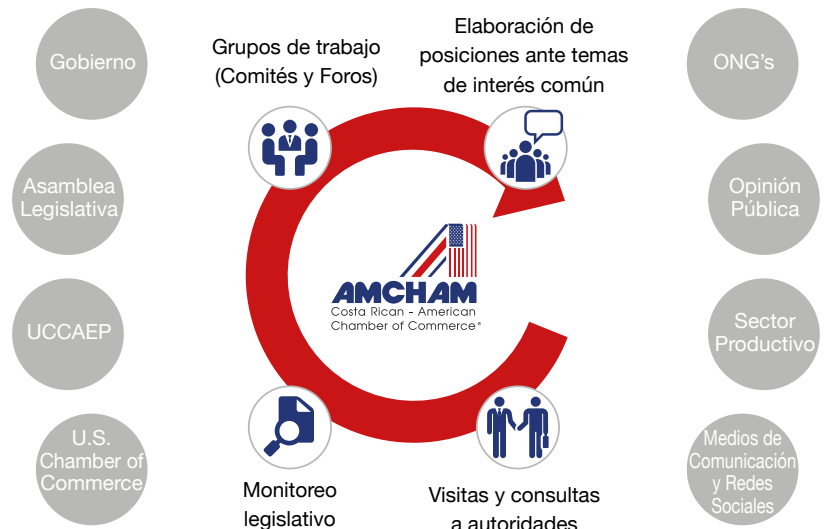 Gobierno
Grupos de trabajo
(Comités y Foros)
Elaboración de
posiciones ante temas
de interés común
ONG's
Asamblea
Legislativa
Opinión
Pública
AMCHAM
Costa Rican - American
Chamber of Commerce®
UCCAEP
Sector
Productivo
U.S.
Chamber of
Commerce
Monitoreo
legislativo
Visitas y consultas
a autoridades
Medios de
Comunicación
y Redes
Sociales